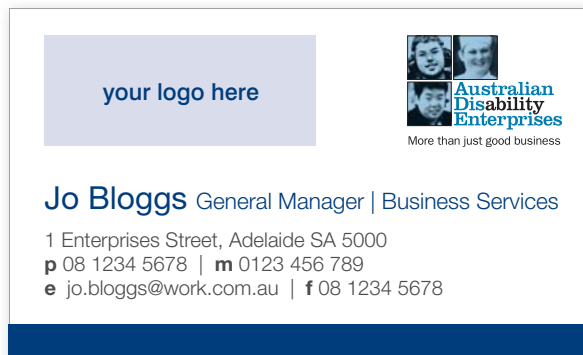 your logo here
Australian
Disability
Enterprises
More than just good business
Jo Bloggs General Manager | Business Services
1 Enterprises Street, Adelaide SA 5000
p 08 1234 5678 | m 0123 456 789
e jo.bloggs@work.com.au | f 08 1234 5678